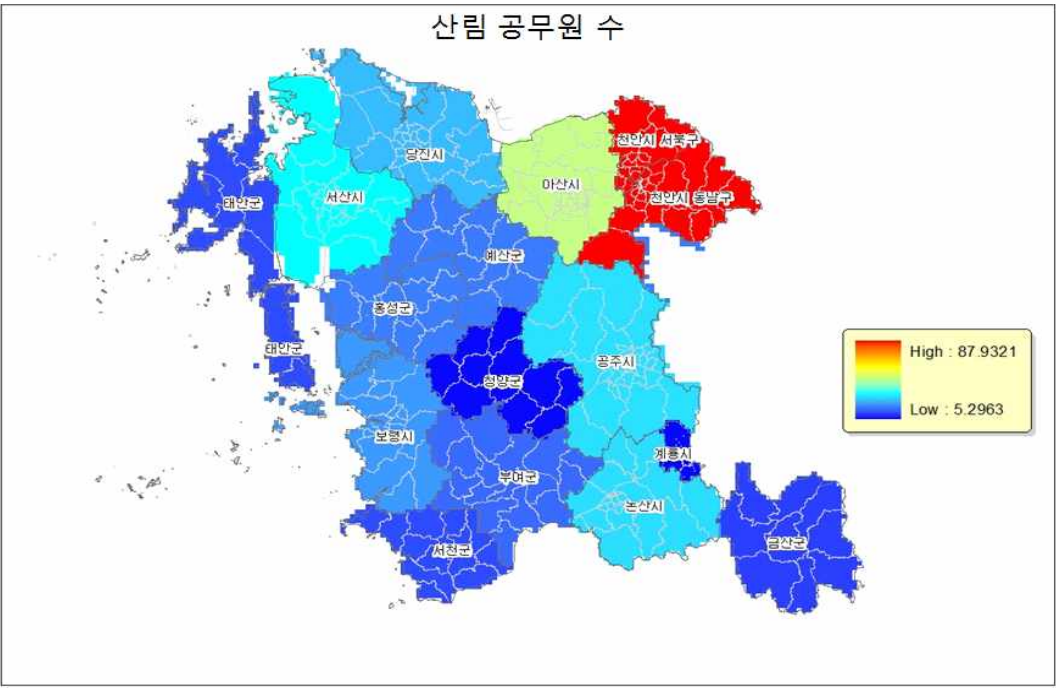 산림 공무원 수
천안시 서북구
당진시
아산시
천안시 동남구
서산시
태안군
예산군
홍성군
태안군
공주시
청양군
보령시
계룡시
부여군
논산시
서천군
금산군
High : 87.9321
Low : 5.2963